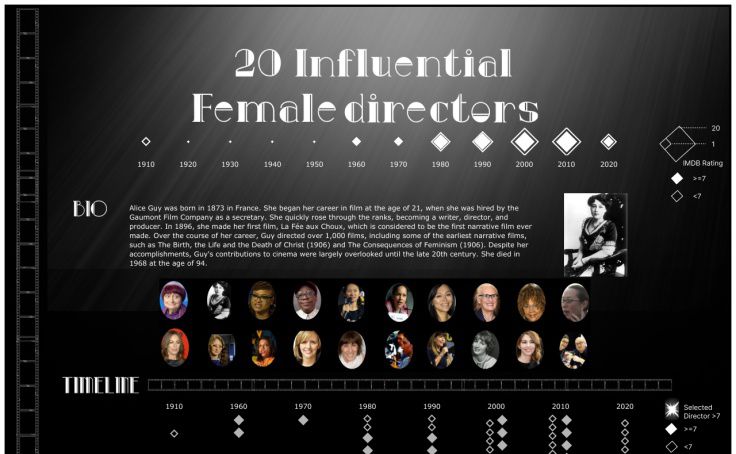 20 Influential
Female directors
20
1
IMDB Rating
>=7
<7
1910 1920 1930 1940 1950 1960 1970 1980 1990 2000 2010 2020
BIO
Alice Guy was born in 1873 in France. She began her career in film at the age of 21, when she was hired by the
Gaumont Film Company as a secretary. She quickly rose through the ranks, becoming a writer, director, and
producer. In 1896, she made her first film, La Fée aux Choux, which is considered to be the first narrative film ever
made. Over the course of her career, Guy directed over 1,000 films, including some of the earliest narrative films,
such as The Birth, the Life and the Death of Christ (1906) and The Consequences of Feminism (1906). Despite her
accomplishments, Guy's contributions to cinema were largely overlooked until the late 20th century. She died in
1968 at the age of 94.
TIMELINE
1910 1960 1970 1980 1990 2000 2010 2020
Selected
Director >7
>=7
<7